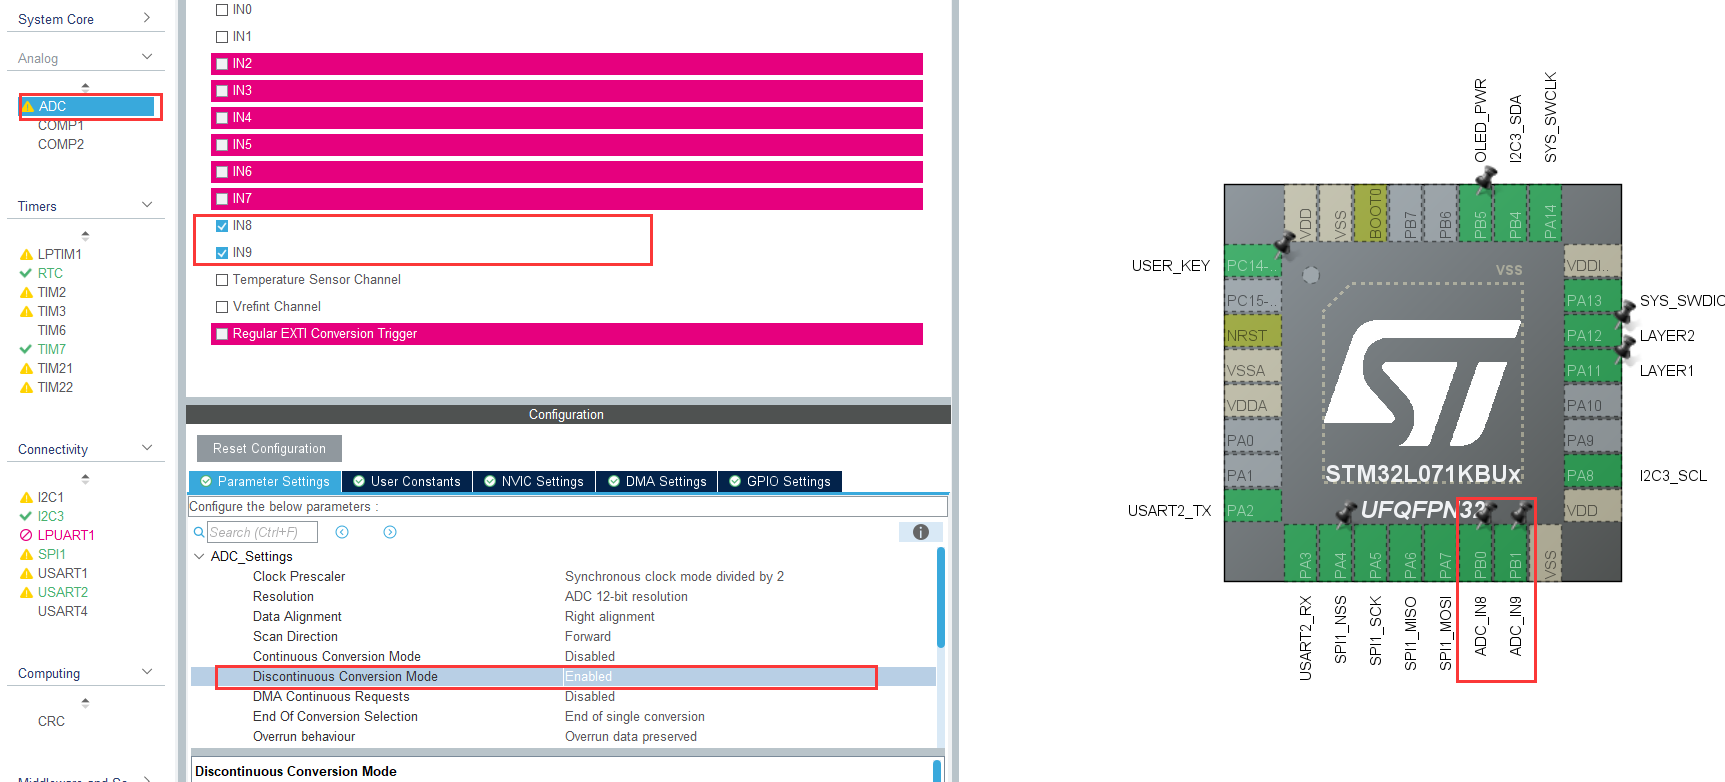 System Core
Analog
ADC
COMP1
COMP2
Timers
LPTIM1
RTC
TIM2
TIM3
TIM6
TIM7
TIM21
TIM22
Connectivity
I2C1
I2C3
LPUART1
SPI1
USART1
USART2
USART4
Computing
CRC
IN0
IN1
IN2
IN3
IN4
IN5
IN6
IN7
IN8
IN9
Temperature Sensor Channel
Vrefint Channel
Regular EXTI Conversion Trigger
Configuration
Reset Configuration
Parameter Settings User Constants NVIC Settings DMA Settings GPIO Settings
Configure the below parameters :
Search (Ctrl+F)
ADC_Settings
Clock Prescaler Synchronous clock mode divided by 2
Resolution ADC 12-bit resolution
Data Alignment Right alignment
Scan Direction Forward
Continuous Conversion Mode Disabled
Discontinuous Conversion Mode Enabled
DMA Continuous Requests Disabled
End Of Conversion Selection End of single conversion
Overrun behaviour Overrun data preserved
Discontinuous Conversion Mode
OLED_PWR
I2C3_SDA
SYS_SWCLK
VDD
VSS
BOOT0
PB7
PB6
PB5
PB4
PA14
USER_KEY
PC14-..
PC15-..
NRST
VSSA
VDDA
PA0
PA1
USART2_TX
PA2
VSS
ST
STM32L071KBUx
UFQFPN32
VDDI..
PA13
SYS_SWDIO
PA12
LAYER2
PA11
LAYER1
PA10
PA9
PA8
I2C3_SCL
VDD
PA3
PA4
PA5
PA6
PA7
PB0
PB1
VSS
USART2_RX
SPI1_NSS
SPI1_SCK
SPI1_MISO
SPI1_MOSI
ADC_IN8
ADC_IN9